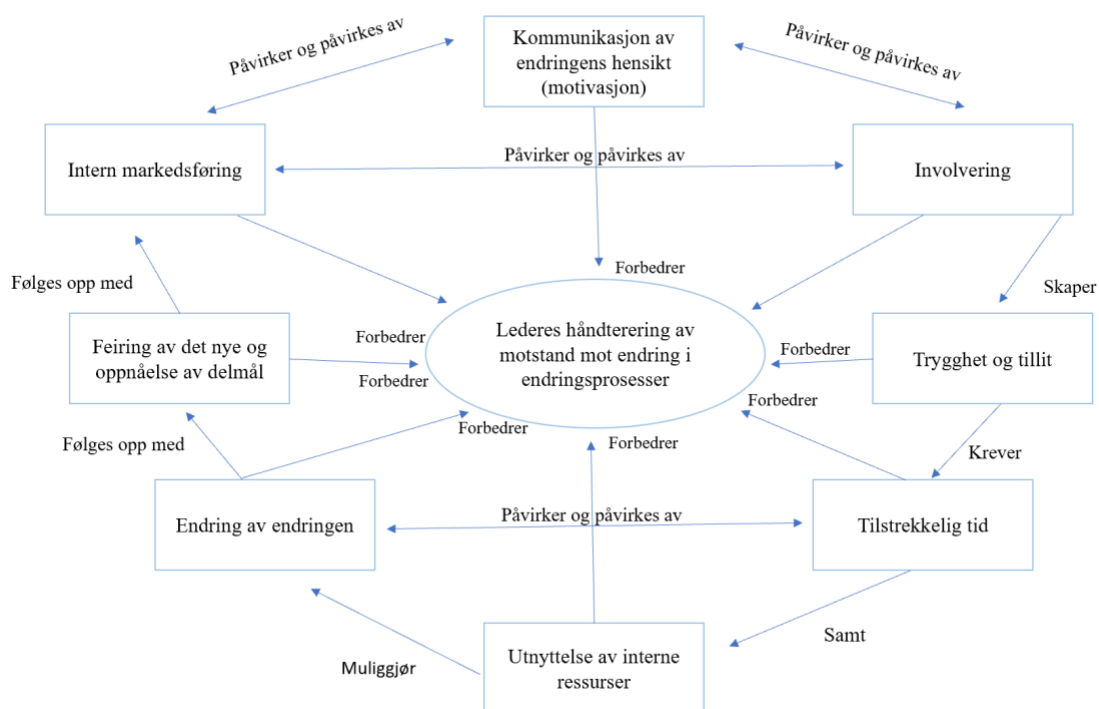 Påvirker og påvirkes av
Kommunikasjon av
endringens hensikt
(motivasjon)
Påvirker og påvirkes av
Intern markedsføring
Påvirker og påvirkes av
Involvering
Forbedrer
Følges opp med
Skaper
Feiring av det nye og
oppnåelse av delmål
Forbedrer
Forbedrer
Lederes håndterering av
motstand mot endring i
endringsprosesser
Forbedrer
Trygghet og tillit
Forbedrer
Forbedrer
Forbedrer
Følges opp med
Krever
Endring av endringen
Påvirker og påvirkes av
Tilstrekkelig tid
Samt
Muliggjør
Utnyttelse av interne
ressurser